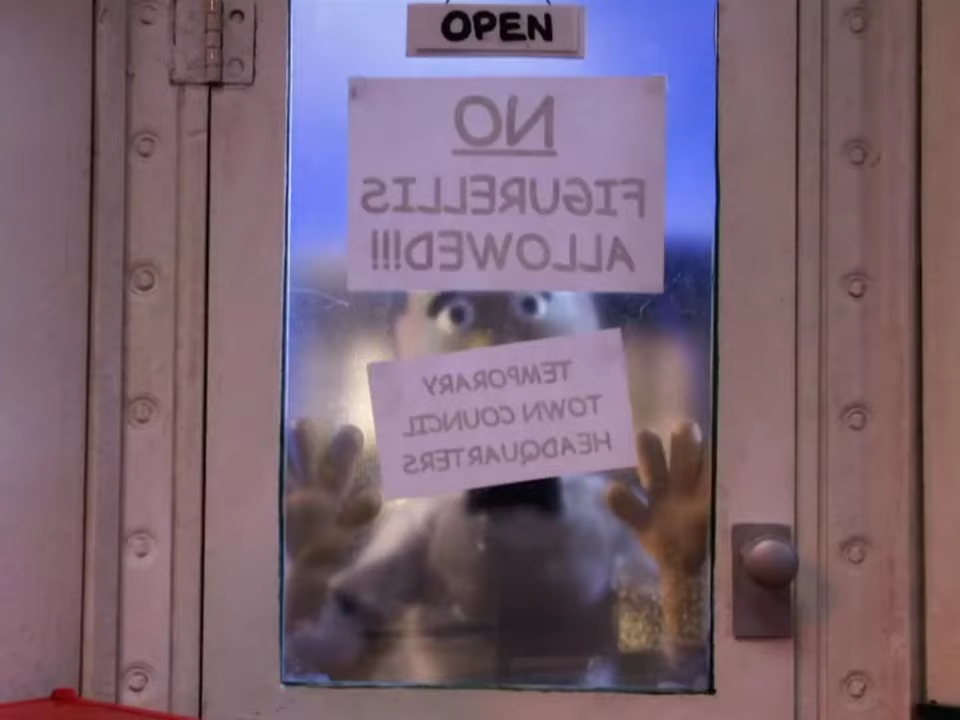 OPEN
NO
FIGURELLIS
ALLOWED!!!
TEMPORARY
TOWN COUNCIL
HEADQUARTERS